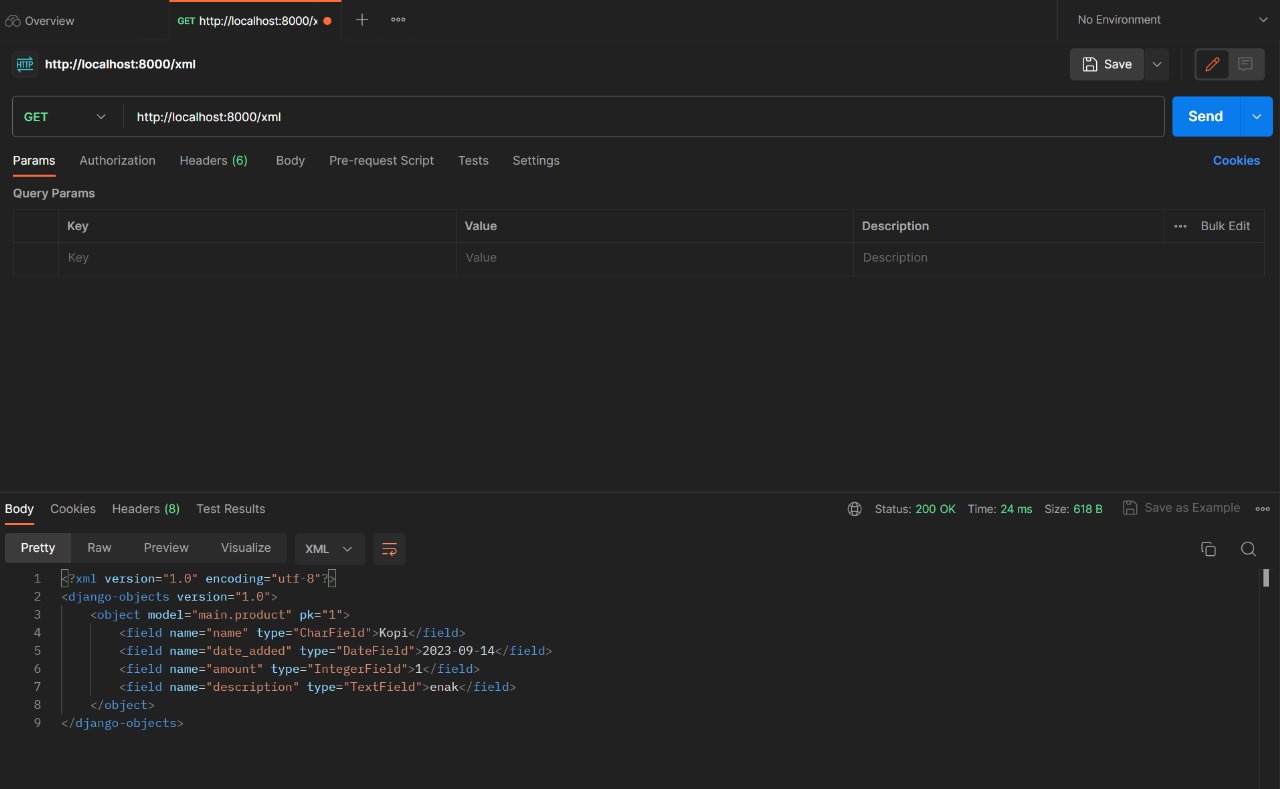 Overview
GET http://localhost:8000/x
No Environment
HTTP http://localhost:8000/xml
Save
GET http://localhost:8000/xml
Send
Params Authorization Headers (6) Body Pre-request Script Tests Settings Cookies
Query Params
Key Value Description Bulk Edit
Key Value Description
Body Cookies Headers (8) Test Results Status: 200 OK Time: 24 ms Size: 618 B Save as Example
Pretty Raw Preview Visualize XML
1 <?xml version="1.0" encoding="utf-8"?>
2 <django-objects version="1.0">
3 <object model="main.product" pk="1">
4 <field name="name" type="CharField">Kopi</field>
5 <field name="date_added" type="DateField">2023-09-14</field>
6 <field name="amount" type="IntegerField">1</field>
7 <field name="description" type="TextField">enak</field>
8 </object>
9 </django-objects>